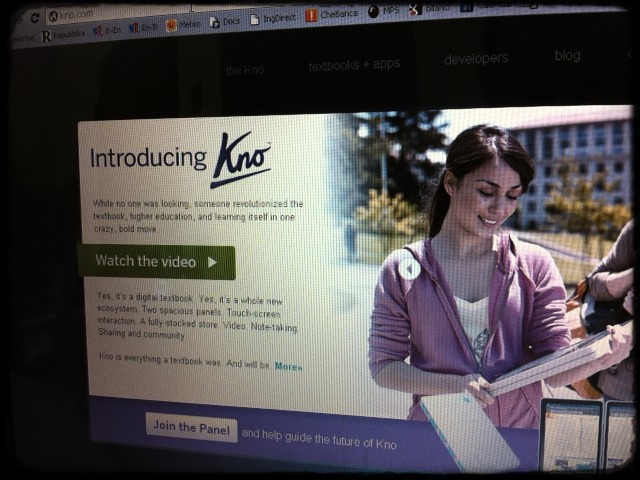 kno.com
Repubblica It-En En-It Meteo Docs IngDirect CheBanca MPS Bilanci
the Kno textbooks + apps developers blog
Introducing Kno
While no one was looking, someone revolutionized the
textbook, higher education, and learning itself in one
crazy, bold move.
Watch the video
Yes, it's a digital textbook. Yes, it's a whole new
ecosystem. Two spacious panels. Touch-screen
interaction. A fully-stocked store. Video. Note-taking.
Sharing and community.
Kno is everything a textbook was. And will be. More»
Join the Panel and help guide the future of Kno